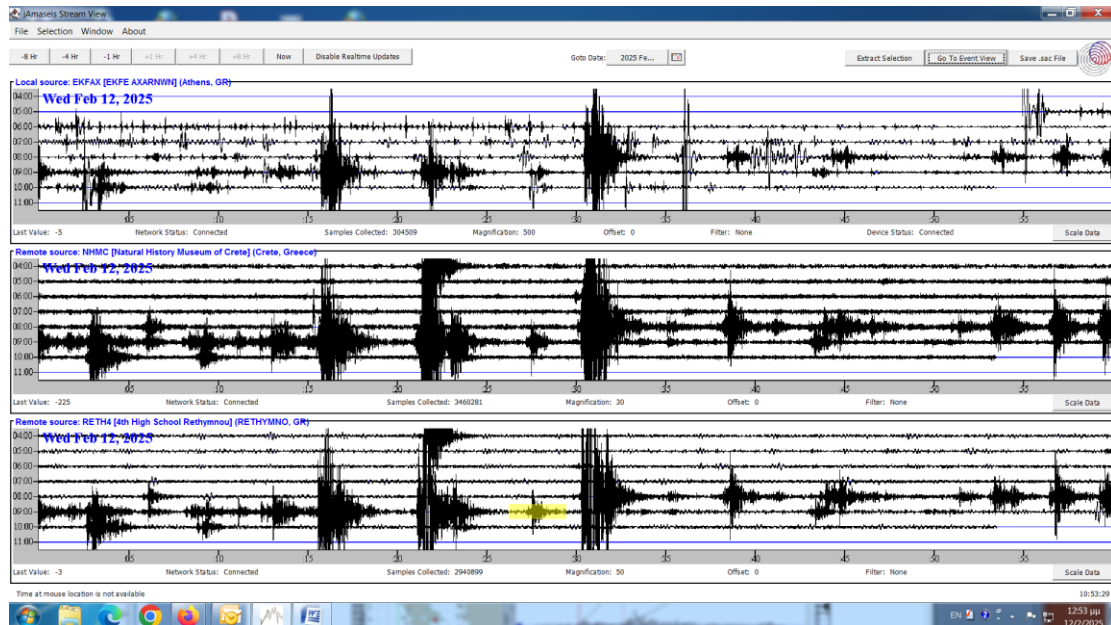 jAmaseis Stream View
File Selection Window About
-8 Hr -4 Hr -1 Hr +1 Hr +4 Hr +8 Hr Now Disable Realtime Updates Goto Date: 2025 Fe... Extract Selection Go To Event View Save .sac File
Local source: EKFAX [EKFE AXARNWN] (Athens, GR)
Wed Feb 12, 2025
04:00
05:00
06:00
07:00
08:00
09:00
10:00
11:00
:05 :10 :15 :20 :25 :30 :35 :40 :45 :50 :55
Last Value: -5 Network Status: Connected Samples Collected: 304509 Magnification: 500 Offset: 0 Filter: None Device Status: Connected Scale Data
Remote source: NHMC [Natural History Museum of Crete] (Crete, Greece)
Wed Feb 12, 2025
04:00
05:00
06:00
07:00
08:00
09:00
10:00
11:00
:05 :10 :15 :20 :25 :30 :35 :40 :45 :50 :55
Last Value: -225 Network Status: Connected Samples Collected: 3460281 Magnification: 30 Offset: 0 Filter: None Scale Data
Remote source: RETH4 [4th High School Rethymnou] (RETHYMNO, GR)
Wed Feb 12, 2025
04:00
05:00
06:00
07:00
08:00
09:00
10:00
11:00
:05 :10 :15 :20 :25 :30 :35 :40 :45 :50 :55
Last Value: -3 Network Status: Connected Samples Collected: 2940899 Magnification: 50 Offset: 0 Filter: None Scale Data
Time at mouse location is not available 10:53:29
EN 12:53 μμ
12/2/2025